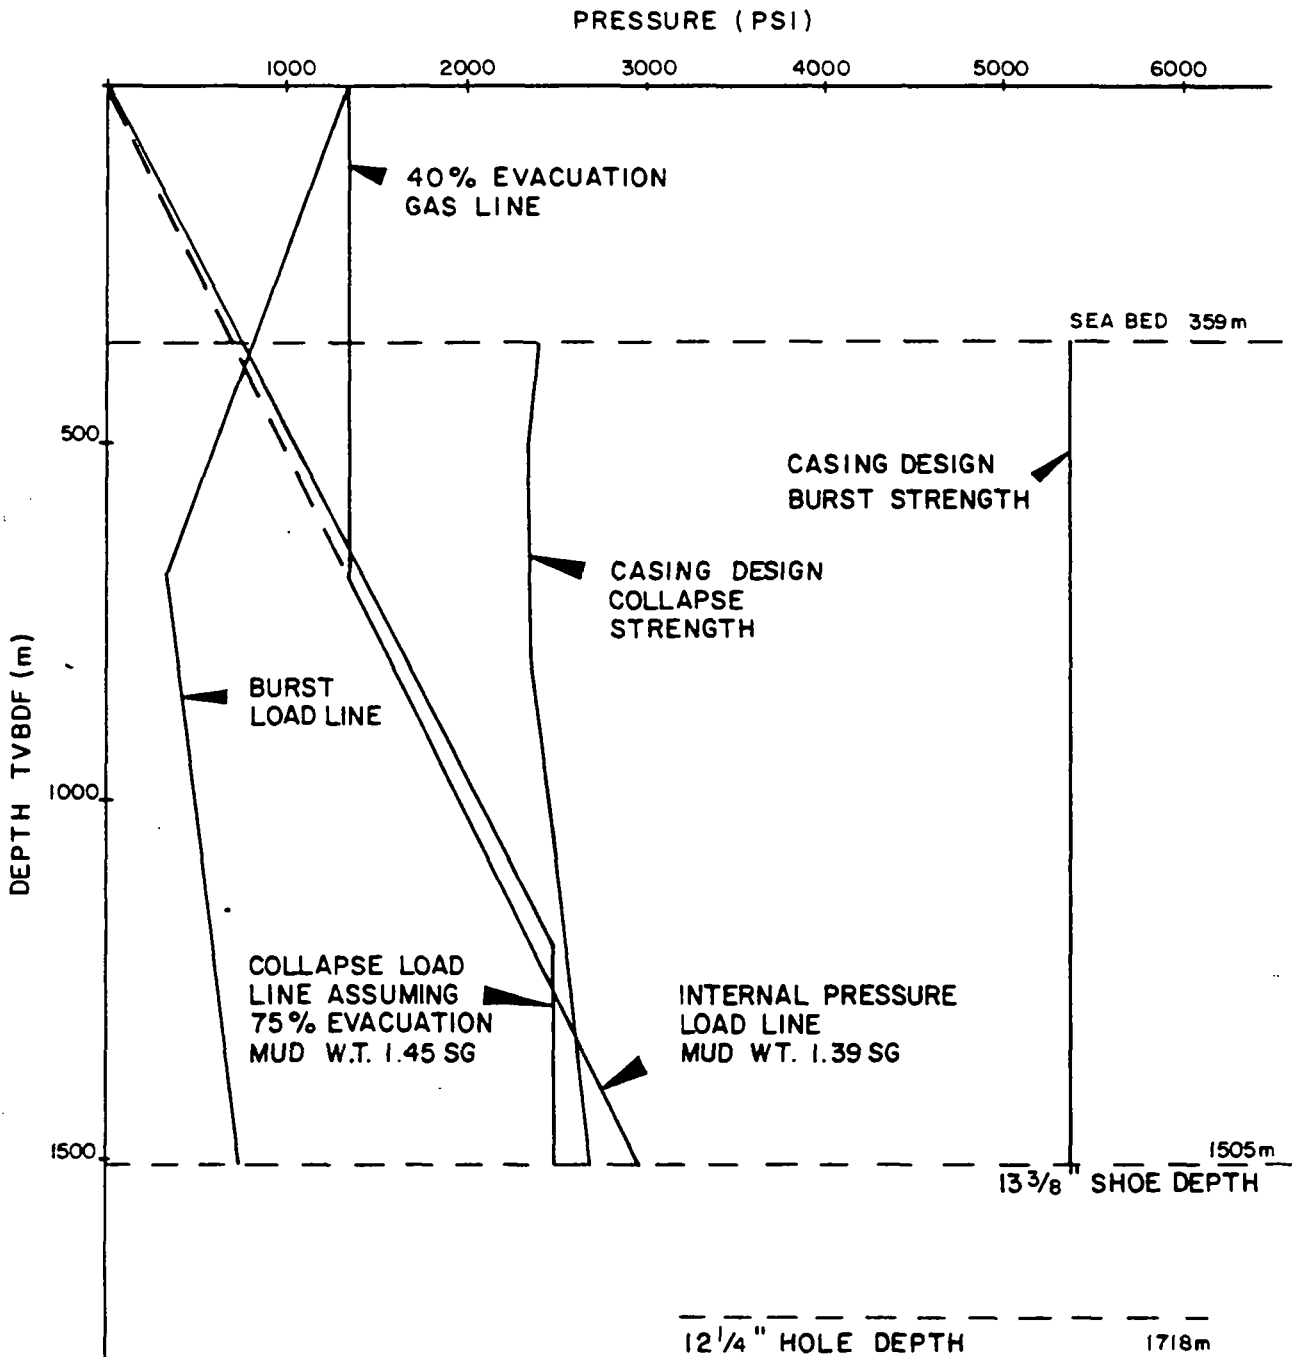 PRESSURE (PSI)
1000 2000 3000 4000 5000 6000
40% EVACUATION
GAS LINE
SEA BED 359m
500
CASING DESIGN
BURST STRENGTH
CASING DESIGN
COLLAPSE
STRENGTH
DEPTH TVBDF (m)
BURST
LOAD LINE
1000
COLLAPSE LOAD
LINE ASSUMING
75% EVACUATION
MUD W.T. 1.45 SG
INTERNAL PRESSURE
LOAD LINE
MUD WT. 1.39 SG
1500
1505m
13 3/8" SHOE DEPTH
12 1/4" HOLE DEPTH 1718m